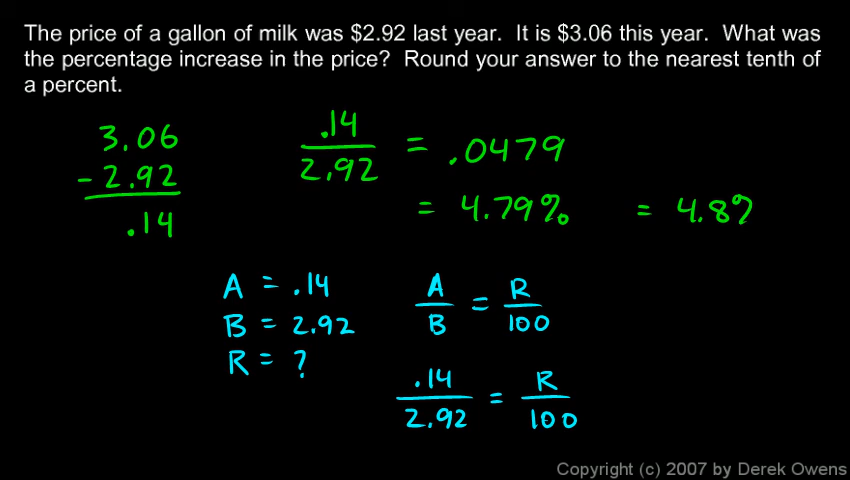 The price of a gallon of milk was $2.92 last year. It is $3.06 this year. What was
the percentage increase in the price? Round your answer to the nearest tenth of
a percent.
3.06
- 2.92
.14
.14 / 2.92 = .0479
= 4.79% = 4.8%
A = .14
B = 2.92
R = ?
A / B = R / 100
.14 / 2.92 = R / 100
Copyright (c) 2007 by Derek Owens